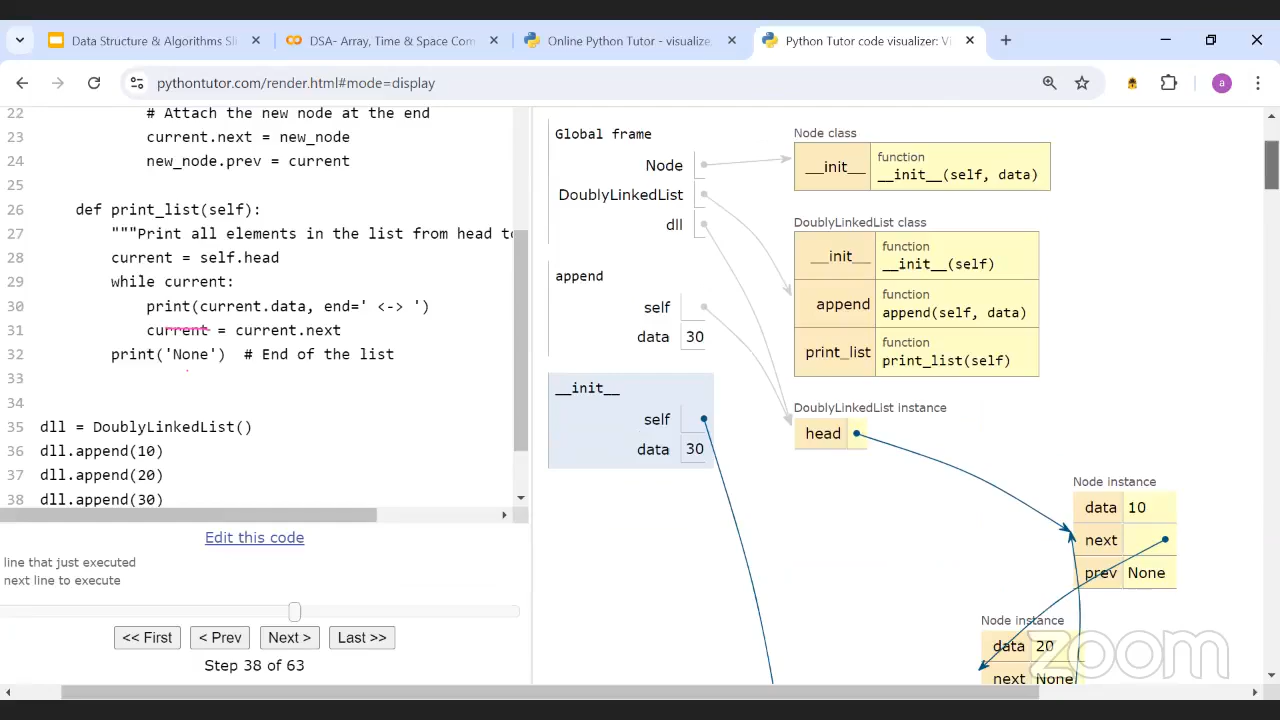 Data Structure & Algorithms Sli
DSA- Array, Time & Space Com
Online Python Tutor - visualize
Python Tutor code visualizer: Vi
pythontutor.com/render.html#mode=display
a
22 # Attach the new node at the end
23 current.next = new_node
24 new_node.prev = current
25
26 def print_list(self):
27 """Print all elements in the list from head to
28 current = self.head
29 while current:
30 print(current.data, end=' <-> ')
31 current = current.next
32 print('None')  # End of the list
33
34
35 dll = DoublyLinkedList()
36 dll.append(10)
37 dll.append(20)
38 dll.append(30)
Edit this code
line that just executed
next line to execute
<< First
< Prev
Next >
Last >>
Step 38 of 63
Global frame
Node
DoublyLinkedList
dll
append
self
data 30
__init__
self
data 30
Node class
__init__
function
__init__(self, data)
DoublyLinkedList class
__init__
function
__init__(self)
append
function
append(self, data)
print_list
function
print_list(self)
DoublyLinkedList instance
head
Node instance
data 10
next
prev None
Node instance
data 20
next None
zoom